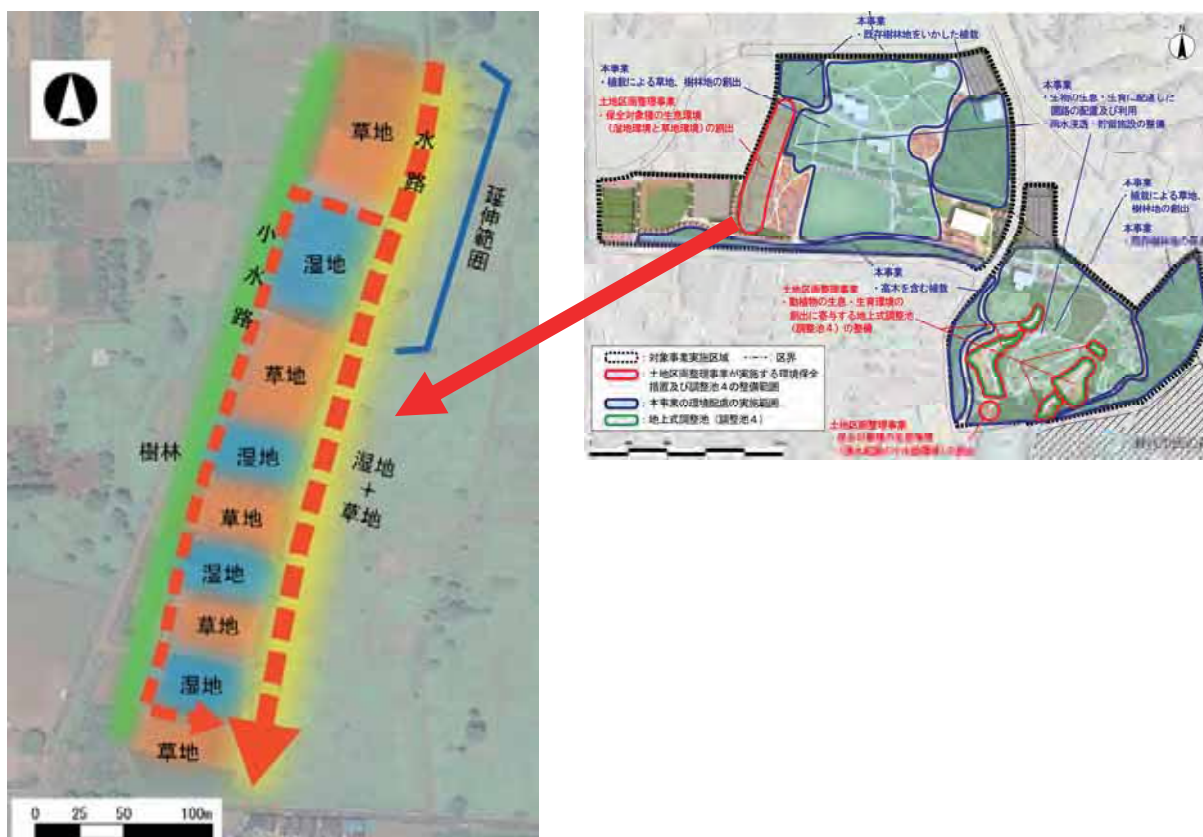 草地
水路
延伸範囲
湿地
小水路
草地
湿地
湿地+草地
樹林
草地
湿地
草地
湿地
草地
0 25 50 100m
N
本事業
・既存樹林地をいかした植栽
本事業
・植栽による草地、樹林地の創出
土地区画整理事業
・保全対象種の生息環境
(湿地環境と草地環境)の創出
本事業
・生物の生息・生育に配慮した
園路の配置及び利用
・雨水浸透・貯留施設の整備
本事業
・植栽による草地、
樹林地の創出
本事業
本事業
・高木を含む植栽
土地区画整理事業
・動植物の生息・生育環境の
創出に寄与する地上式調整池
(調整池4)の整備
:対象事業実施区域
:区界
:土地区画整理事業が実施する環境保全
措置及び調整池4の整備範囲
:本事業の環境配慮の実施範囲
:地上式調整池(調整池4)
土地区画整理事業